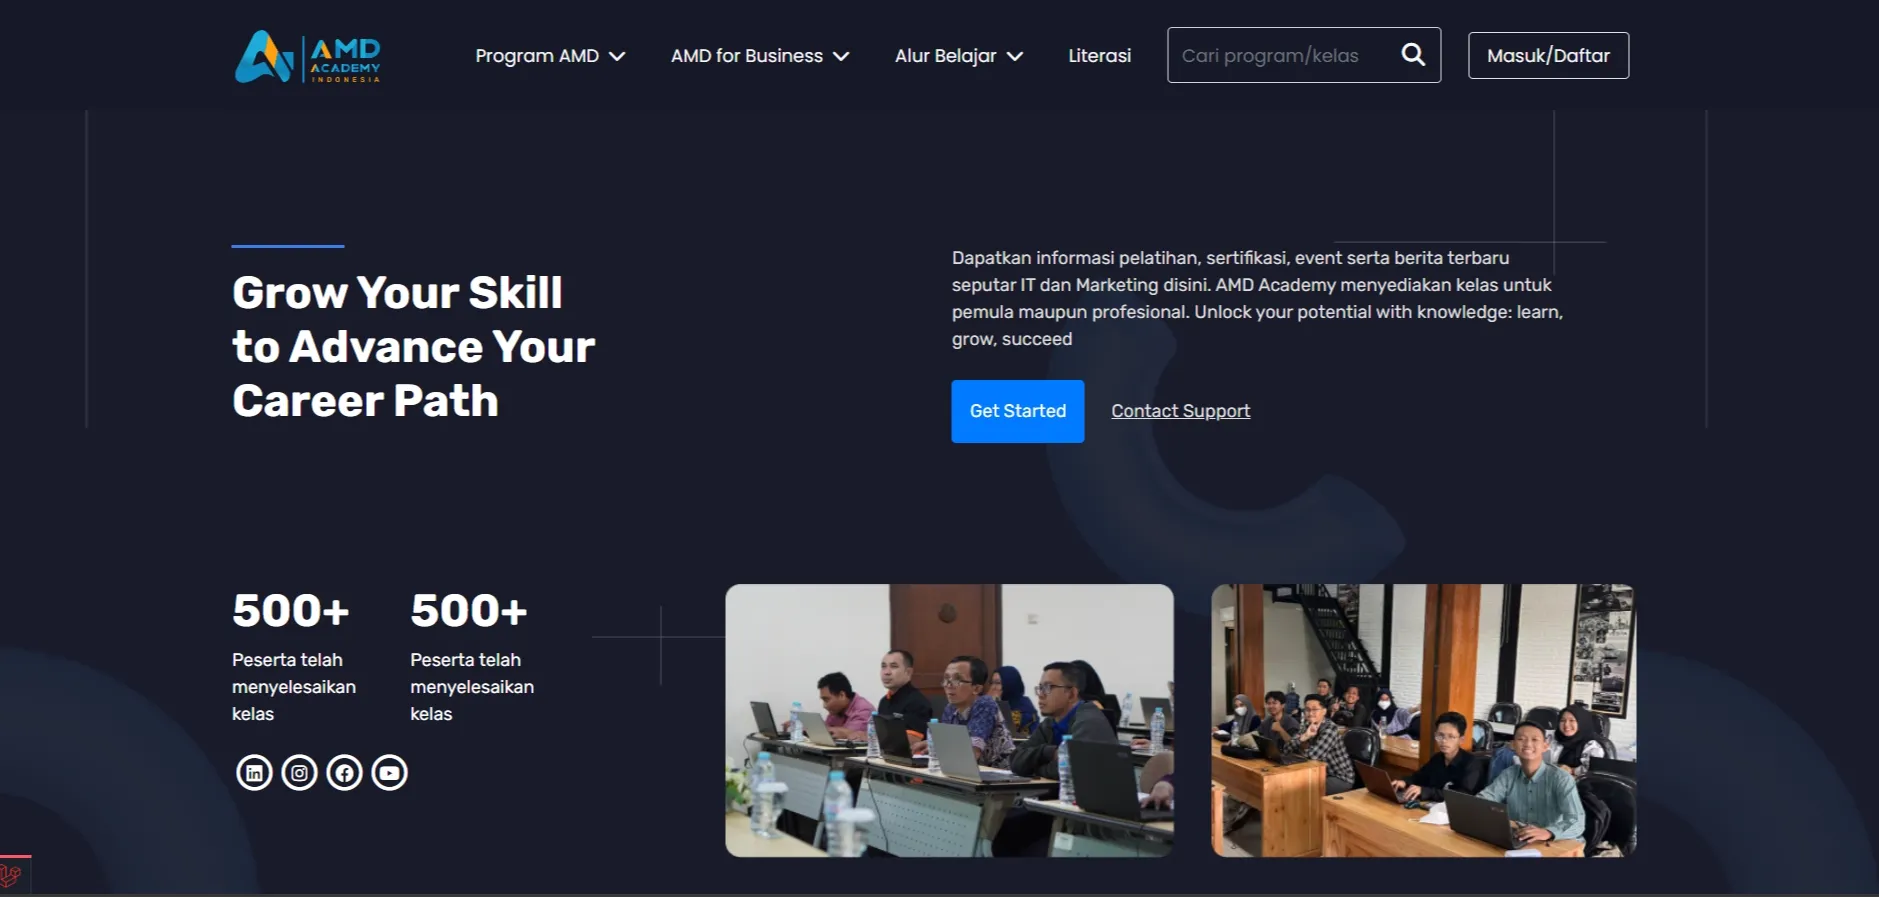 AMD
ACADEMY
INDONESIA
Program AMD
AMD for Business
Alur Belajar
Literasi
Cari program/kelas
Masuk/Daftar
Grow Your Skill
to Advance Your
Career Path
Dapatkan informasi pelatihan, sertifikasi, event serta berita terbaru
seputar IT dan Marketing disini. AMD Academy menyediakan kelas untuk
pemula maupun profesional. Unlock your potential with knowledge: learn,
grow, succeed
Get Started
Contact Support
500+
Peserta telah
menyelesaikan
kelas
500+
Peserta telah
menyelesaikan
kelas